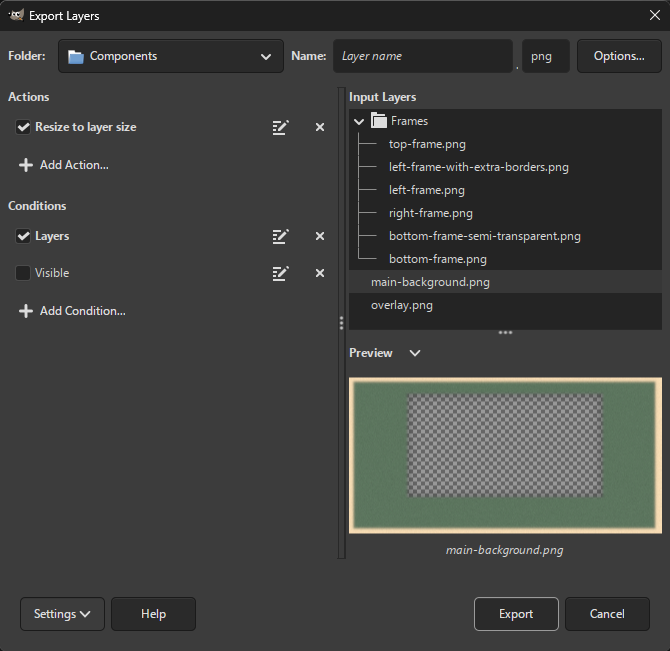 Export Layers
Folder: Components Name: Layer name . png Options...
Actions
Resize to layer size
Add Action...
Conditions
Layers
Visible
Add Condition...
Input Layers
Frames
top-frame.png
left-frame-with-extra-borders.png
left-frame.png
right-frame.png
bottom-frame-semi-transparent.png
bottom-frame.png
main-background.png
overlay.png
Preview
main-background.png
Settings Help Export Cancel